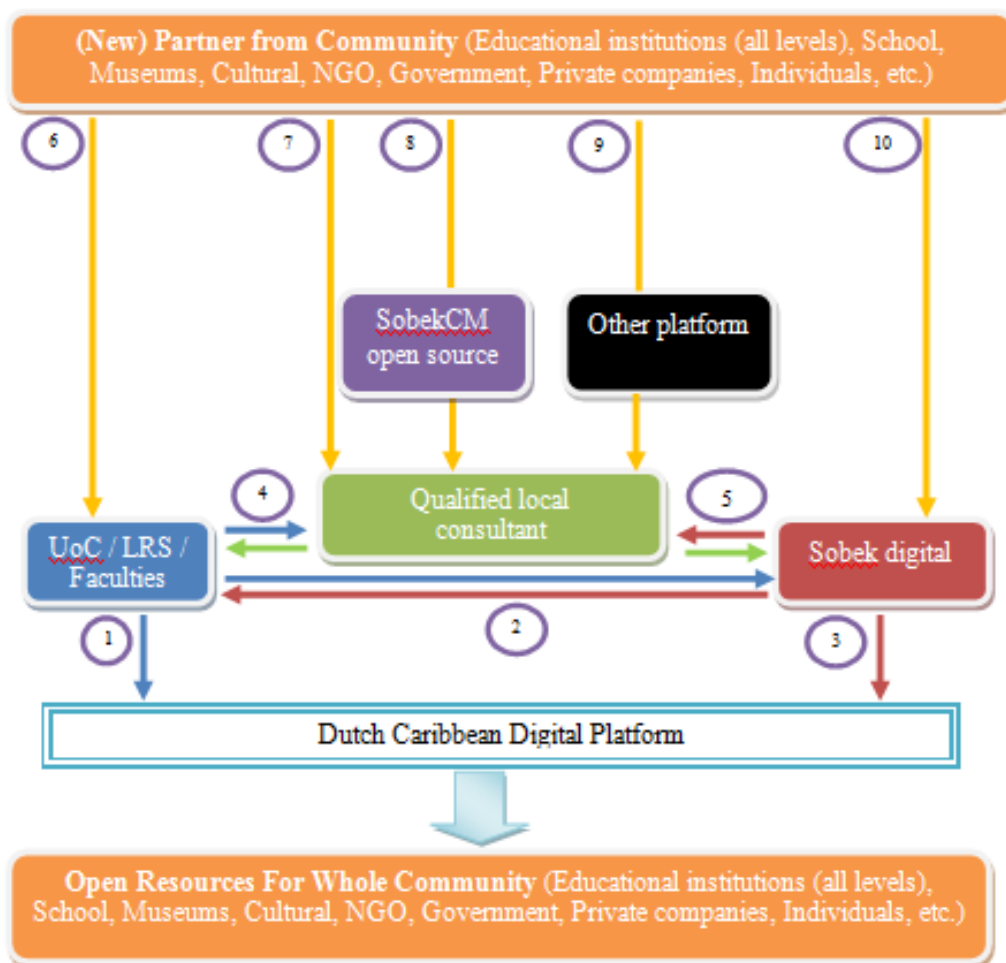 (New) Partner from Community (Educational institutions (all levels), School,
Museums, Cultural, NGO, Government, Private companies, Individuals, etc.)
6
7
8
9
10
SobekCM
open source
Other platform
4
Qualified local
consultant
5
UoC / LRS /
Faculties
Sobek digital
1
2
3
Dutch Caribbean Digital Platform
Open Resources For Whole Community (Educational institutions (all levels),
School, Museums, Cultural, NGO, Government, Private companies, Individuals, etc.)